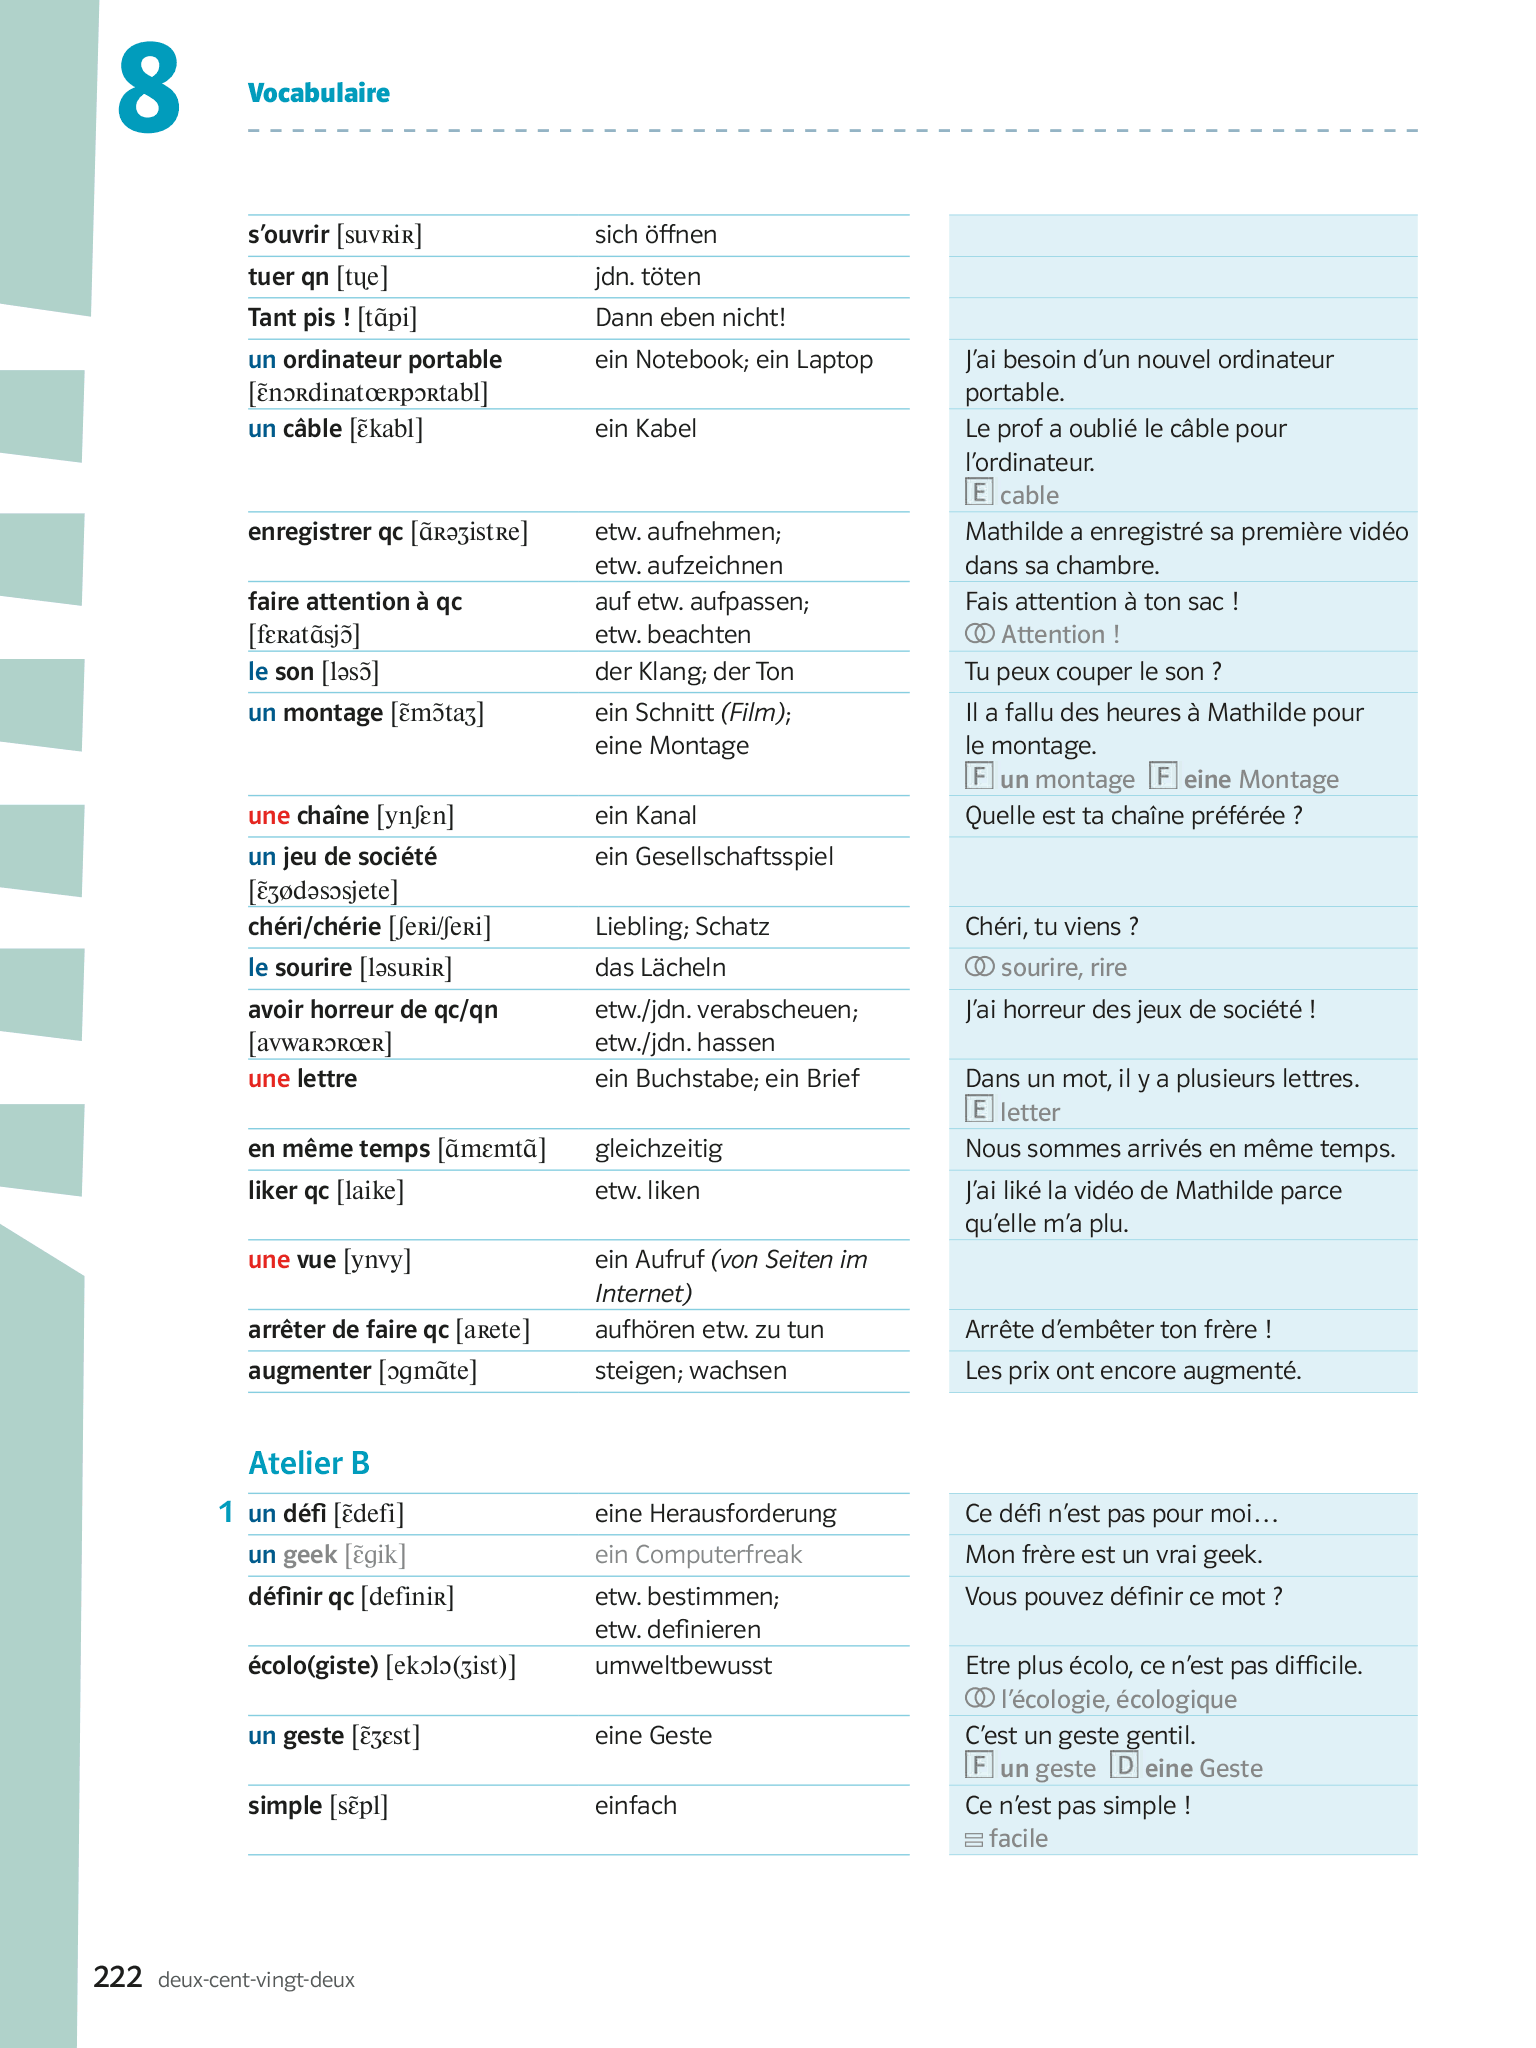 8
Vocabulaire
s'ouvrir [suvʀiʀ] sich öffnen
tuer qn [tɥe] jdn. töten
Tant pis ! [tɑ̃pi] Dann eben nicht!
un ordinateur portable ein Notebook; ein Laptop J'ai besoin d'un nouvel ordinateur
[ɛ̃nɔʀdinatœʀpɔʀtabl] portable.
un câble [ɛ̃kabl] ein Kabel Le prof a oublié le câble pour
l'ordinateur.
E cable
enregistrer qc [ɑ̃ʀəʒistʀe] etw. aufnehmen; Mathilde a enregistré sa première vidéo
etw. aufzeichnen dans sa chambre.
faire attention à qc auf etw. aufpassen; Fais attention à ton sac !
[fɛʀatɑ̃sjɔ̃] etw. beachten Attention !
le son [ləsɔ̃] der Klang; der Ton Tu peux couper le son ?
un montage [ɛ̃mɔ̃taʒ] ein Schnitt (Film); Il a fallu des heures à Mathilde pour
eine Montage le montage.
F un montage F eine Montage
une chaîne [ynʃɛn] ein Kanal Quelle est ta chaîne préférée ?
un jeu de société ein Gesellschaftsspiel
[ɛ̃ʒødəsɔsjete]
chéri/chérie [ʃeʀi/ʃeʀi] Liebling; Schatz Chéri, tu viens ?
le sourire [ləsuʀiʀ] das Lächeln sourire, rire
avoir horreur de qc/qn etw./jdn. verabscheuen; J'ai horreur des jeux de société !
[avwaʀɔʀœʀ] etw./jdn. hassen
une lettre ein Buchstabe; ein Brief Dans un mot, il y a plusieurs lettres.
E letter
en même temps [ɑ̃mɛmtɑ̃] gleichzeitig Nous sommes arrivés en même temps.
liker qc [laike] etw. liken J'ai liké la vidéo de Mathilde parce
qu'elle m'a plu.
une vue [ynvy] ein Aufruf (von Seiten im
Internet)
arrêter de faire qc [aʀete] aufhören etw. zu tun Arrête d'embêter ton frère !
augmenter [ɔgmɑ̃te] steigen; wachsen Les prix ont encore augmenté.
Atelier B
1 un défi [ɛ̃defi] eine Herausforderung Ce défi n'est pas pour moi…
un geek [ɛ̃gik] ein Computerfreak Mon frère est un vrai geek.
définir qc [definiʀ] etw. bestimmen; Vous pouvez définir ce mot ?
etw. definieren
écolo(giste) [ekɔlɔ(ʒist)] umweltbewusst Etre plus écolo, ce n'est pas difficile.
l'écologie, écologique
un geste [ɛ̃ʒɛst] eine Geste C'est un geste gentil.
F un geste D eine Geste
simple [sɛ̃pl] einfach Ce n'est pas simple !
= facile
222 deux-cent-vingt-deux